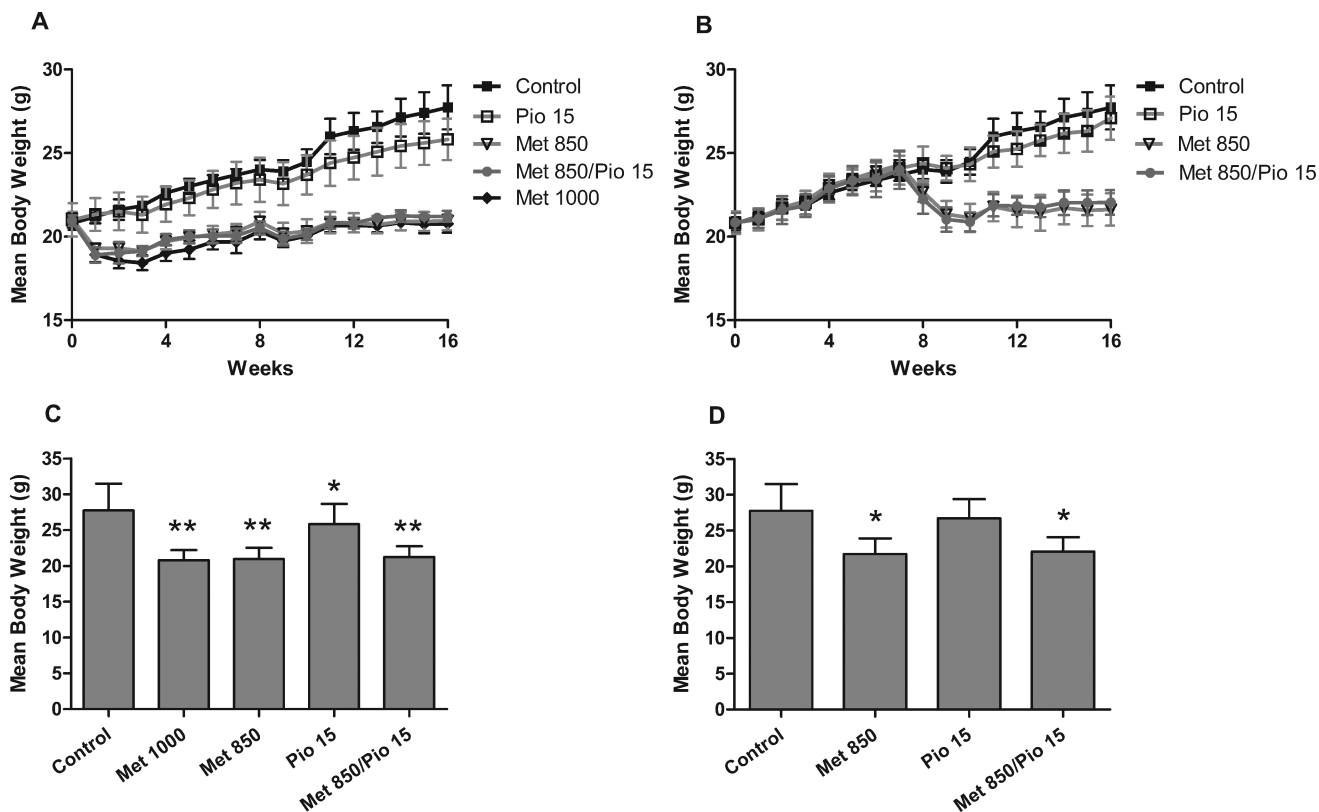 A
Mean Body Weight (g)
30
25
20
15
0 4 8 12 16
Weeks
Control
Pio 15
Met 850
Met 850/Pio 15
Met 1000
B
Mean Body Weight (g)
30
25
20
15
0 4 8 12 16
Weeks
Control
Pio 15
Met 850
Met 850/Pio 15
C
Mean Body Weight (g)
35
30
25
20
15
10
5
0
** ** * **
Control Met 1000 Met 850 Pio 15 Met 850/Pio 15
D
Mean Body Weight (g)
35
30
25
20
15
10
5
0
* *
Control Met 850 Pio 15 Met 850/Pio 15